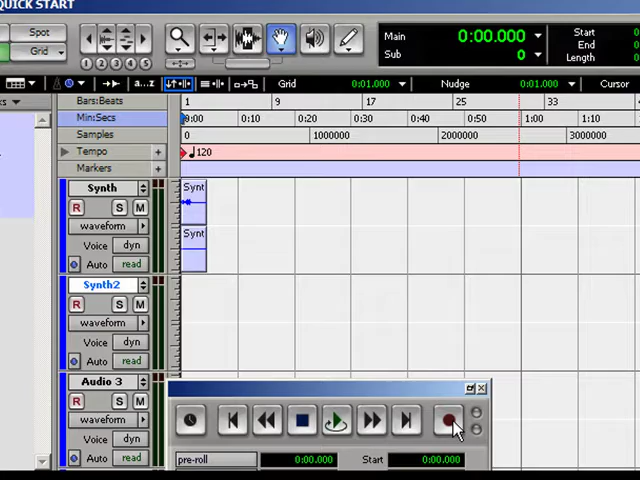 QUICK START
Spot
Grid
1 2 3 4 5
Main 0:00.000
Sub 0
Start
End
Length
a...z
Grid 0:01.000 Nudge 0:01.000 Cursor
Bars:Beats 1 9 17 25 33
Min:Secs 0:00 0:10 0:20 0:30 0:40 0:50 1:00 1:10
Samples 0 1000000 2000000 3000000
Tempo + 120
Markers +
Synth
R S M
waveform
Voice dyn
Auto read
Synt
Synt
Synth2
R S M
waveform
Voice dyn
Auto read
Audio 3
R S M
waveform
Voice dyn
Auto read
pre-roll 0:00.000 Start 0:00.000